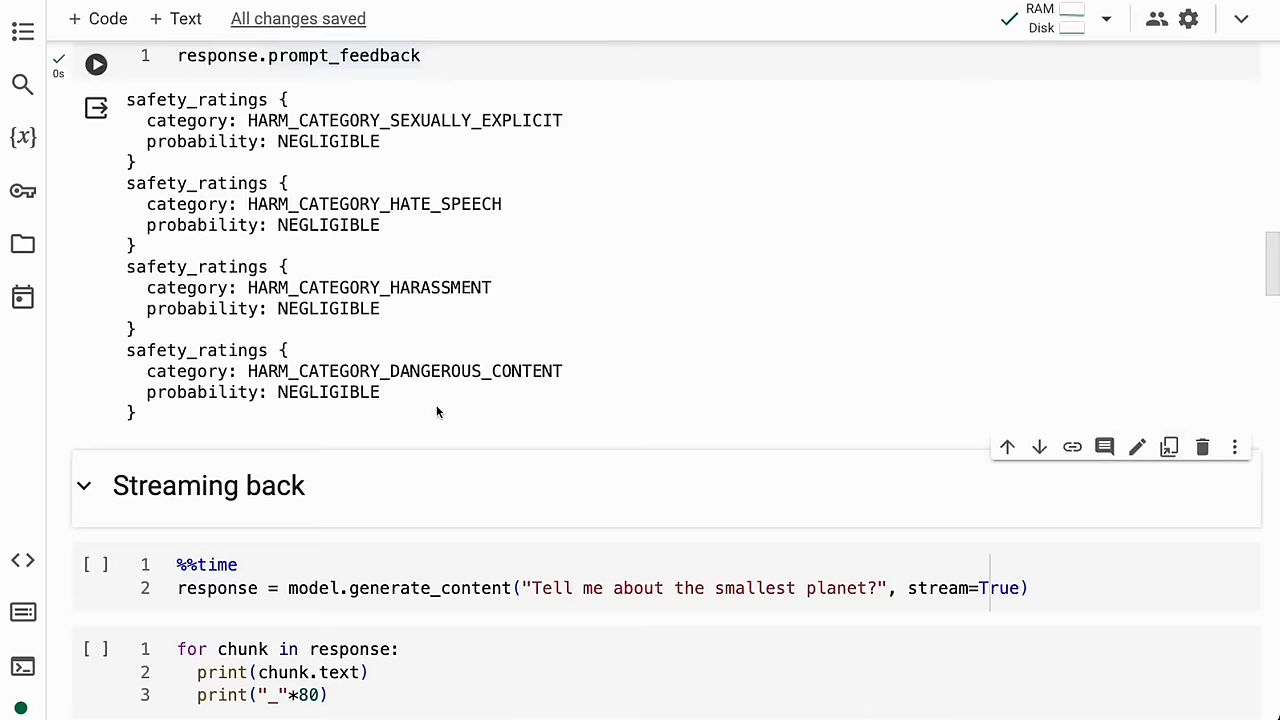 + Code + Text All changes saved RAM
Disk
1 response.prompt_feedback
0s
safety_ratings {
  category: HARM_CATEGORY_SEXUALLY_EXPLICIT
  probability: NEGLIGIBLE
}
safety_ratings {
  category: HARM_CATEGORY_HATE_SPEECH
  probability: NEGLIGIBLE
}
safety_ratings {
  category: HARM_CATEGORY_HARASSMENT
  probability: NEGLIGIBLE
}
safety_ratings {
  category: HARM_CATEGORY_DANGEROUS_CONTENT
  probability: NEGLIGIBLE
}
Streaming back
[ ] 1 %%time
2 response = model.generate_content("Tell me about the smallest planet?", stream=True)
[ ] 1 for chunk in response:
2   print(chunk.text)
3   print("_"*80)